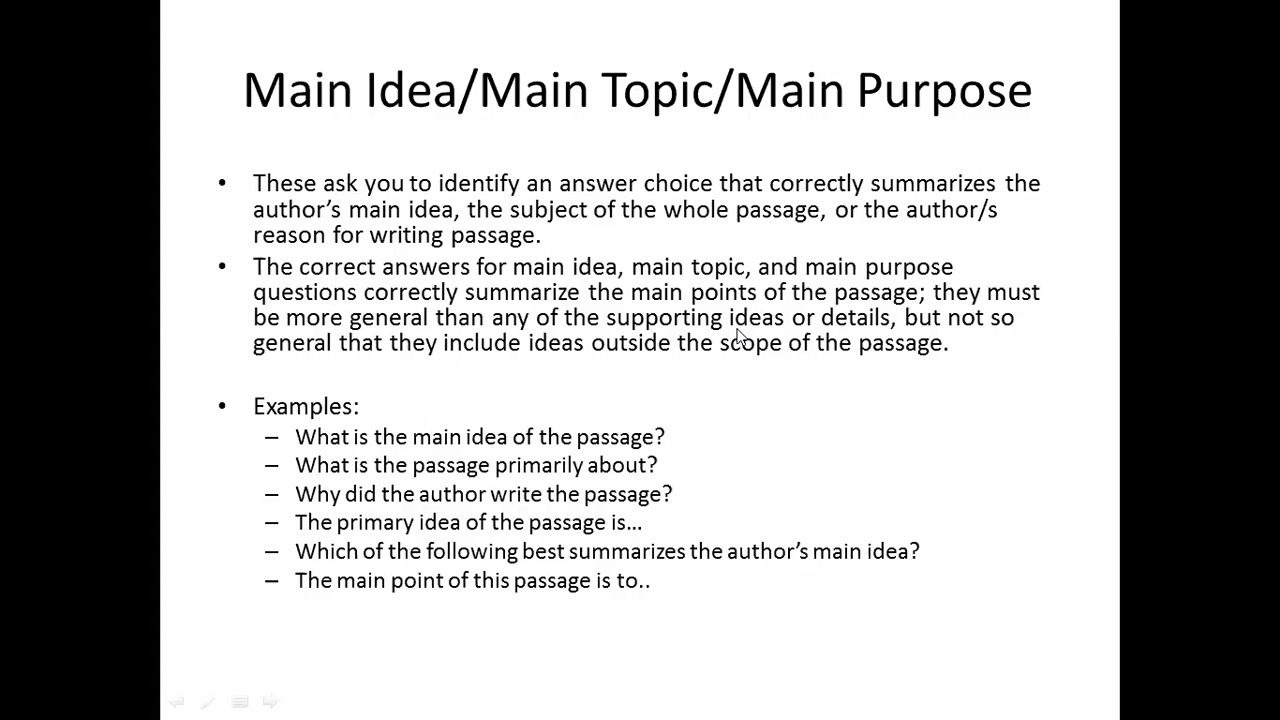 Main Idea/Main Topic/Main Purpose
• These ask you to identify an answer choice that correctly summarizes the
author’s main idea, the subject of the whole passage, or the author/s
reason for writing passage.
• The correct answers for main idea, main topic, and main purpose
questions correctly summarize the main points of the passage; they must
be more general than any of the supporting ideas or details, but not so
general that they include ideas outside the scope of the passage.
• Examples:
– What is the main idea of the passage?
– What is the passage primarily about?
– Why did the author write the passage?
– The primary idea of the passage is…
– Which of the following best summarizes the author’s main idea?
– The main point of this passage is to..